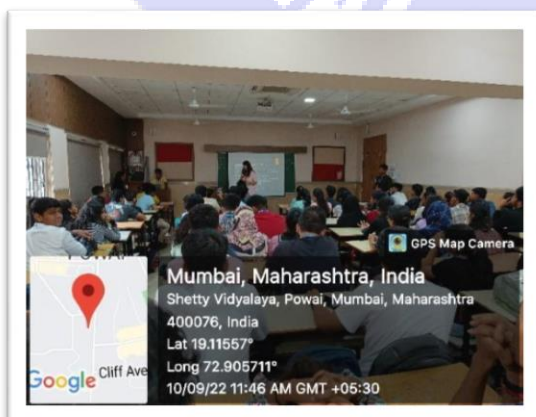 GPS Map Camera
Mumbai, Maharashtra, India
Shetty Vidyalaya, Powai, Mumbai, Maharashtra
400076, India
Lat 19.11557°
Long 72.905711°
10/09/22 11:46 AM GMT +05:30
Cliff Ave
Google